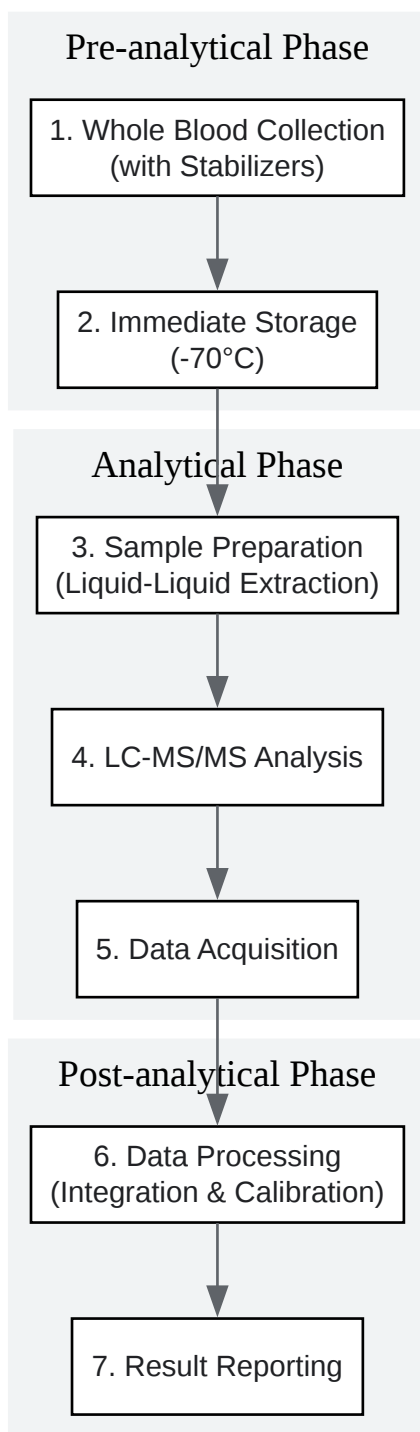 Pre-analytical Phase
1. Whole Blood Collection
(with Stabilizers)
2. Immediate Storage
(-70°C)
Analytical Phase
3. Sample Preparation
(Liquid-Liquid Extraction)
4. LC-MS/MS Analysis
5. Data Acquisition
Post-analytical Phase
6. Data Processing
(Integration & Calibration)
7. Result Reporting